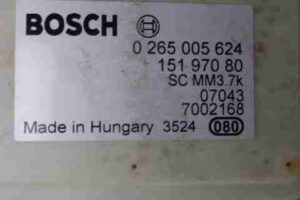 BOSCH
0 265 005 624
151 970 80
SC MM3.7k
07043
7002168
Made in Hungary 3524 080